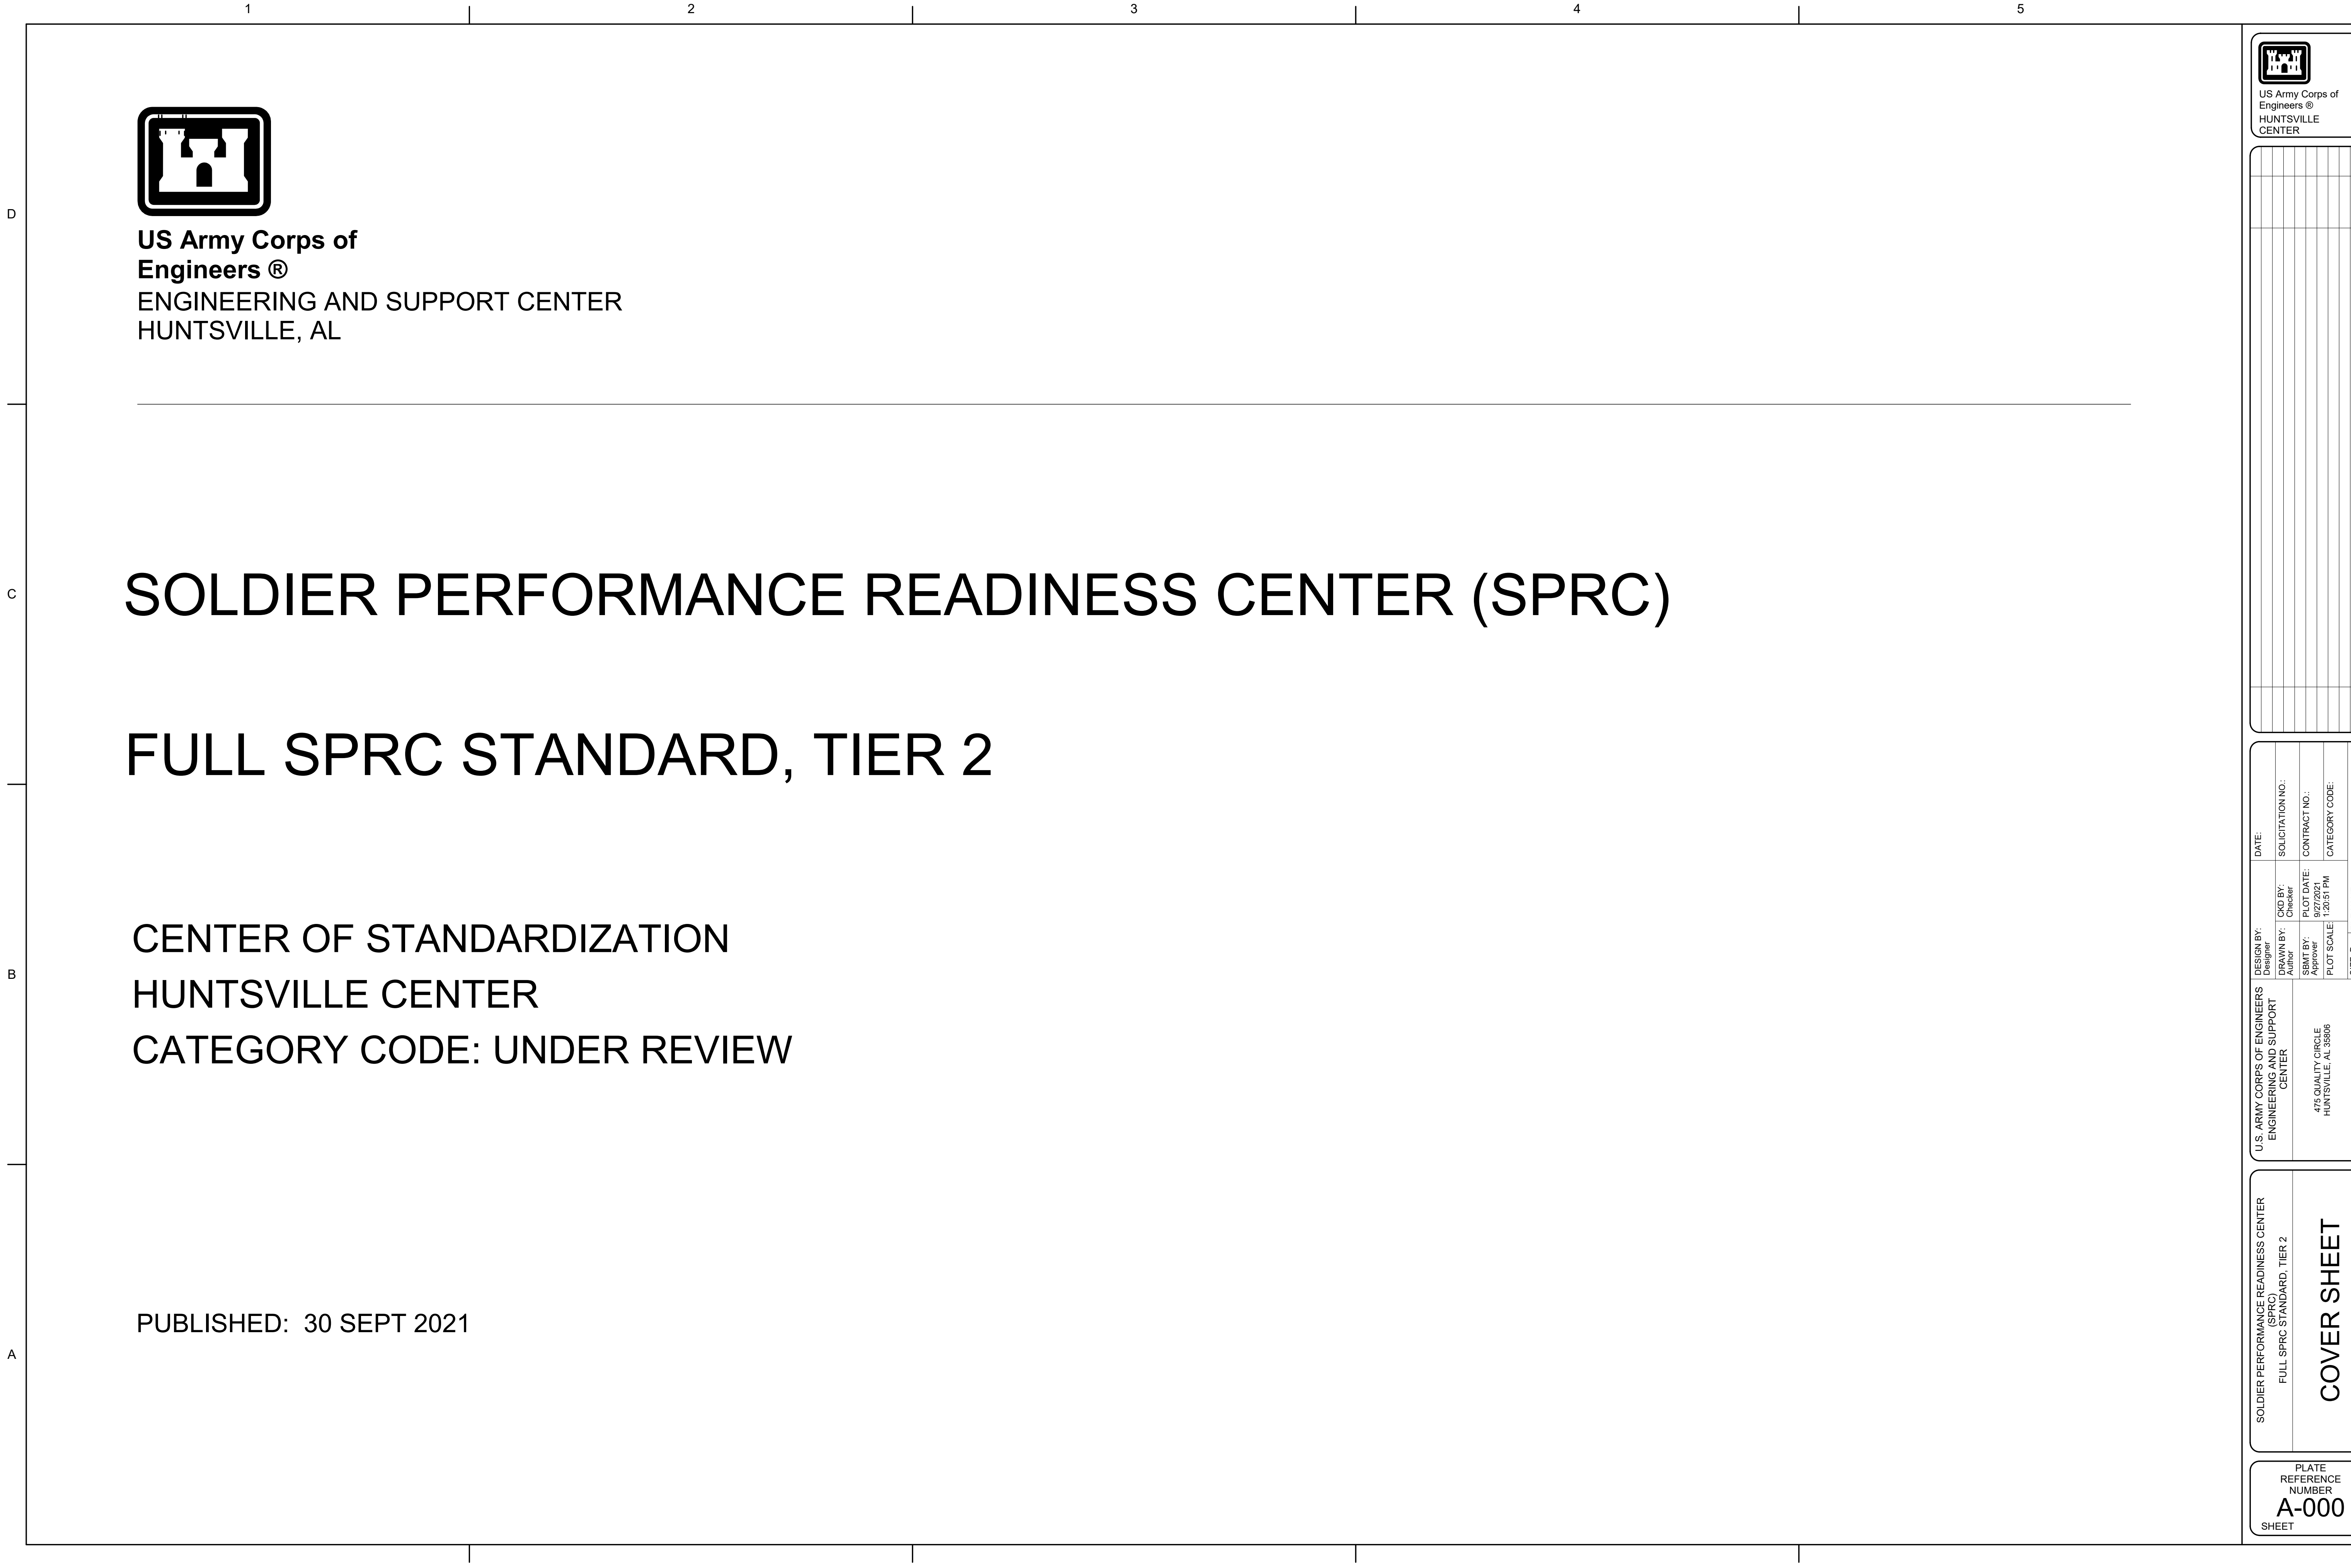 1
2
3
4
5
D
C
B
A
US Army Corps of
Engineers ®
ENGINEERING AND SUPPORT CENTER
HUNTSVILLE, AL
SOLDIER PERFORMANCE READINESS CENTER (SPRC)
FULL SPRC STANDARD, TIER 2
CENTER OF STANDARDIZATION
HUNTSVILLE CENTER
CATEGORY CODE: UNDER REVIEW
PUBLISHED:  30 SEPT 2021
US Army Corps of
Engineers ®
HUNTSVILLE
CENTER
DATE:
SOLICITATION NO.:
CONTRACT NO.:
CATEGORY CODE:
CKD BY:
Checker
PLOT DATE:
9/27/2021
1:20:51 PM
DESIGN BY:
Designer
DRAWN BY:
Author
SBMT BY:
Approver
PLOT SCALE:
U.S. ARMY CORPS OF ENGINEERS
ENGINEERING AND SUPPORT
CENTER
475 QUALITY CIRCLE
HUNTSVILLE, AL 35806
SOLDIER PERFORMANCE READINESS CENTER
(SPRC)
FULL SPRC STANDARD, TIER 2
COVER SHEET
PLATE
REFERENCE
NUMBER
A-000
SHEET